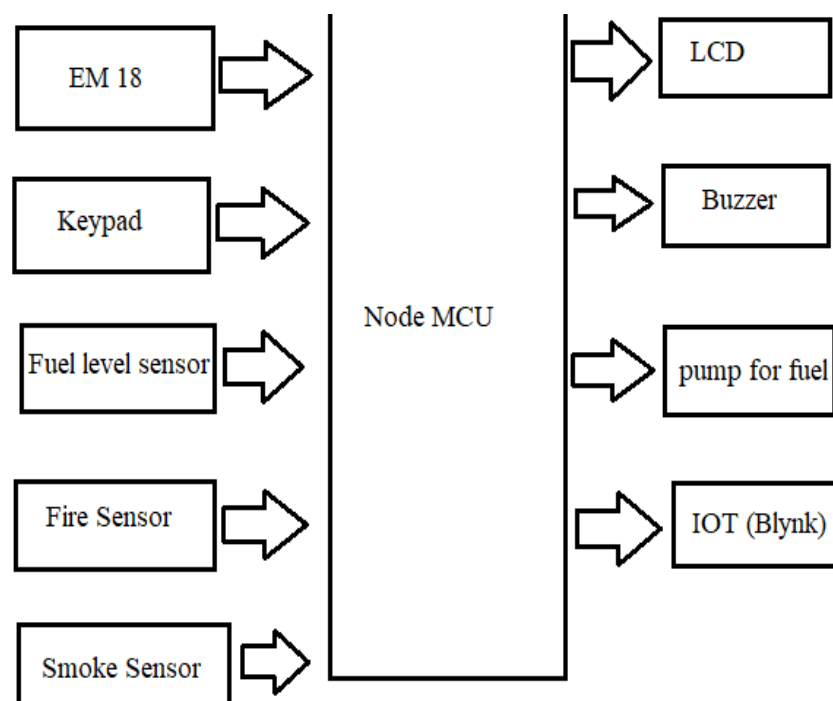 EM 18
Keypad
Fuel level sensor
Fire Sensor
Smoke Sensor
Node MCU
LCD
Buzzer
pump for fuel
IOT (Blynk)